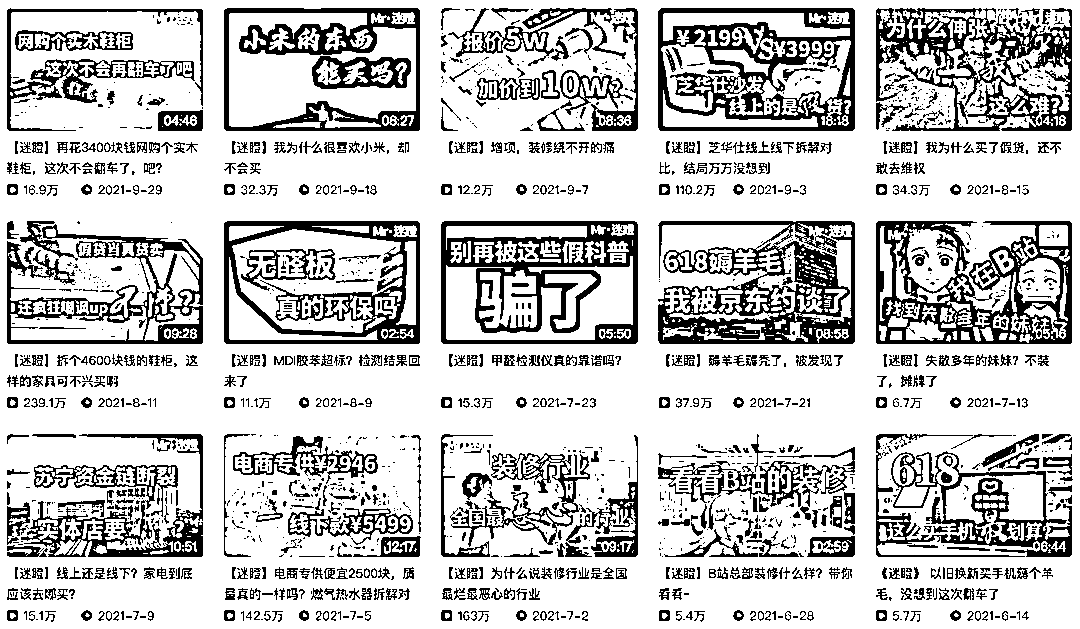 Mr·迷瞪
网购个实木鞋柜
这次不会再翻车了吧
04:46
【迷瞪】再花3400块钱网购个实木
鞋柜，这次不会翻车了，吧？
16.9万 2021-9-29
Mr·迷瞪
小米的东西
能买吗？
08:27
【迷瞪】我为什么很喜欢小米，却
不会买
32.3万 2021-9-18
Mr·迷瞪
报价5w
加价到10w？
08:36
【迷瞪】增项，装修绕不开的痛
12.2万 2021-9-7
Mr·迷瞪
¥2199VS¥3999
芝华仕沙发
线上的是假货？
18:18
【迷瞪】芝华仕线上线下拆解对
比，结局万万没想到
110.2万 2021-9-3
为什么伸张正义
这么难？
04:18
【迷瞪】我为什么买了假货，还不
敢去维权
34.3万 2021-8-15
假货当真货卖
还疯狂嘲讽up
09:28
【迷瞪】拆个4600块钱的鞋柜，这
样的家具可不兴买啊
239.1万 2021-8-11
Mr·迷瞪
无醛板
真的环保吗
02:54
【迷瞪】MDI胶苯超标？检测结果回
来了
11.1万 2021-8-9
Mr·迷瞪
别再被这些假科普
骗了
05:50
【迷瞪】甲醛检测仪真的靠谱吗？
15.3万 2021-7-23
618薅羊毛
我被京东约谈了
08:58
【迷瞪】薅羊毛薅秃了，被发现了
37.9万 2021-7-21
我在B站
找到失散多年的妹妹
05:16
【迷瞪】失散多年的妹妹？不装
了，摊牌了
6.7万 2021-7-13
苏宁资金链断裂
实体店要不行？
10:51
【迷瞪】线上还是线下？家电到底
应该去哪买？
15.1万 2021-7-9
电商专供¥2946
线下款¥5499
12:17
【迷瞪】电商专供便宜2500块，质
量真的一样吗？燃气热水器拆解对
142.5万 2021-7-5
装修行业
全国最
的行业
09:17
【迷瞪】为什么说装修行业是全国
最烂最恶心的行业
163万 2021-7-2
看看B站的装修
02:59
【迷瞪】B站总部装修什么样？带你
看看~
5.4万 2021-6-28
618
这么买手机才划算？
06:44
《迷瞪》 以旧换新买手机薅个羊
毛，没想到这次翻车了
5.7万 2021-6-14